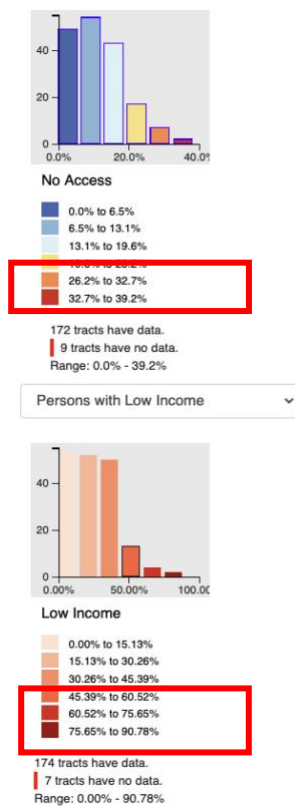 40
20
0
0.0% 20.0% 40.0%
No Access
0.0% to 6.5%
6.5% to 13.1%
13.1% to 19.6%
19.6% to 26.2%
26.2% to 32.7%
32.7% to 39.2%
172 tracts have data.
9 tracts have no data.
Range: 0.0% - 39.2%
Persons with Low Income
40
20
0
0.00% 50.00% 100.00
Low Income
0.00% to 15.13%
15.13% to 30.26%
30.26% to 45.39%
45.39% to 60.52%
60.52% to 75.65%
75.65% to 90.78%
174 tracts have data.
7 tracts have no data.
Range: 0.00% - 90.78%